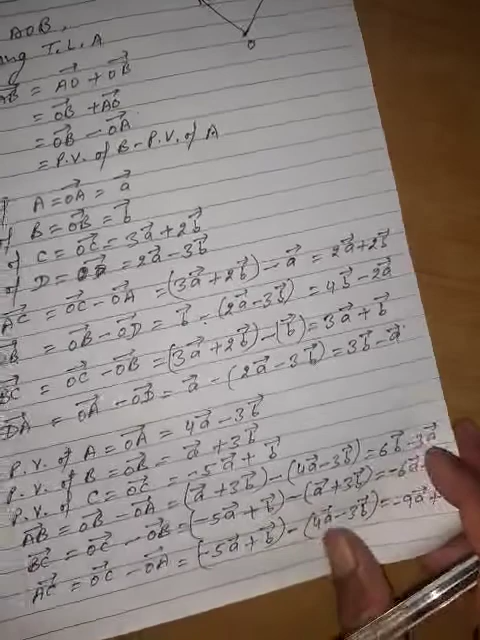 O
AOB,
T.L.A
AB = AO + OB
= OB + AO
= OB - OA
= P.V. of B - P.V. of A
A = OA = a
B = OB = b
of C = OC = 3a + 2b
of D = = 2a - 3b
AC = OC - OA = (3a + 2b) - a = 2a + 2b
DB = OB - OD = b - (2a - 3b) = 4b - 2a
BC = OC - OB = (3a + 2b) - (b) = 3a + b
DA = OA - OD = a - (2a - 3b) = 3b - a
P.V. of A = OA = 4a - 3b
P.V. of B = OB = a + 3b
P.V. of C = OC = -5a + b
AB = OB - OA = (a + 3b) - (4a - 3b) = 6b - 3a
BC = OC - OB = (-5a + b) - (a + 3b) = -6a -
AC = OC - OA = (-5a + b) - (4a - 3b) = -9a +